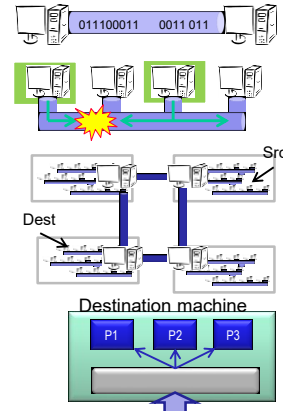 011100011 0011 011
Src
Dest
Destination machine
P1 P2 P3